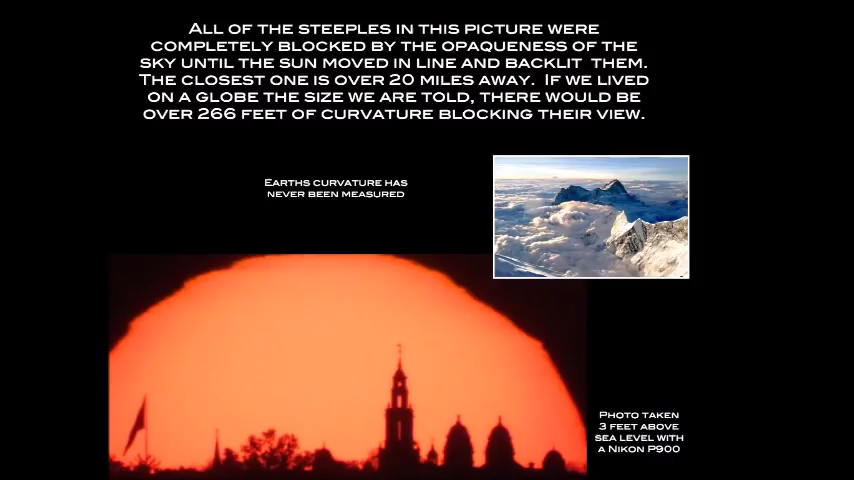 All of the steeples in this picture were
completely blocked by the opaqueness of the
sky until the sun moved in line and backlit them.
The closest one is over 20 miles away. If we lived
on a globe the size we are told, there would be
over 266 feet of curvature blocking their view.
Earths curvature has
never been measured
Photo taken
3 feet above
sea level with
a Nikon P900